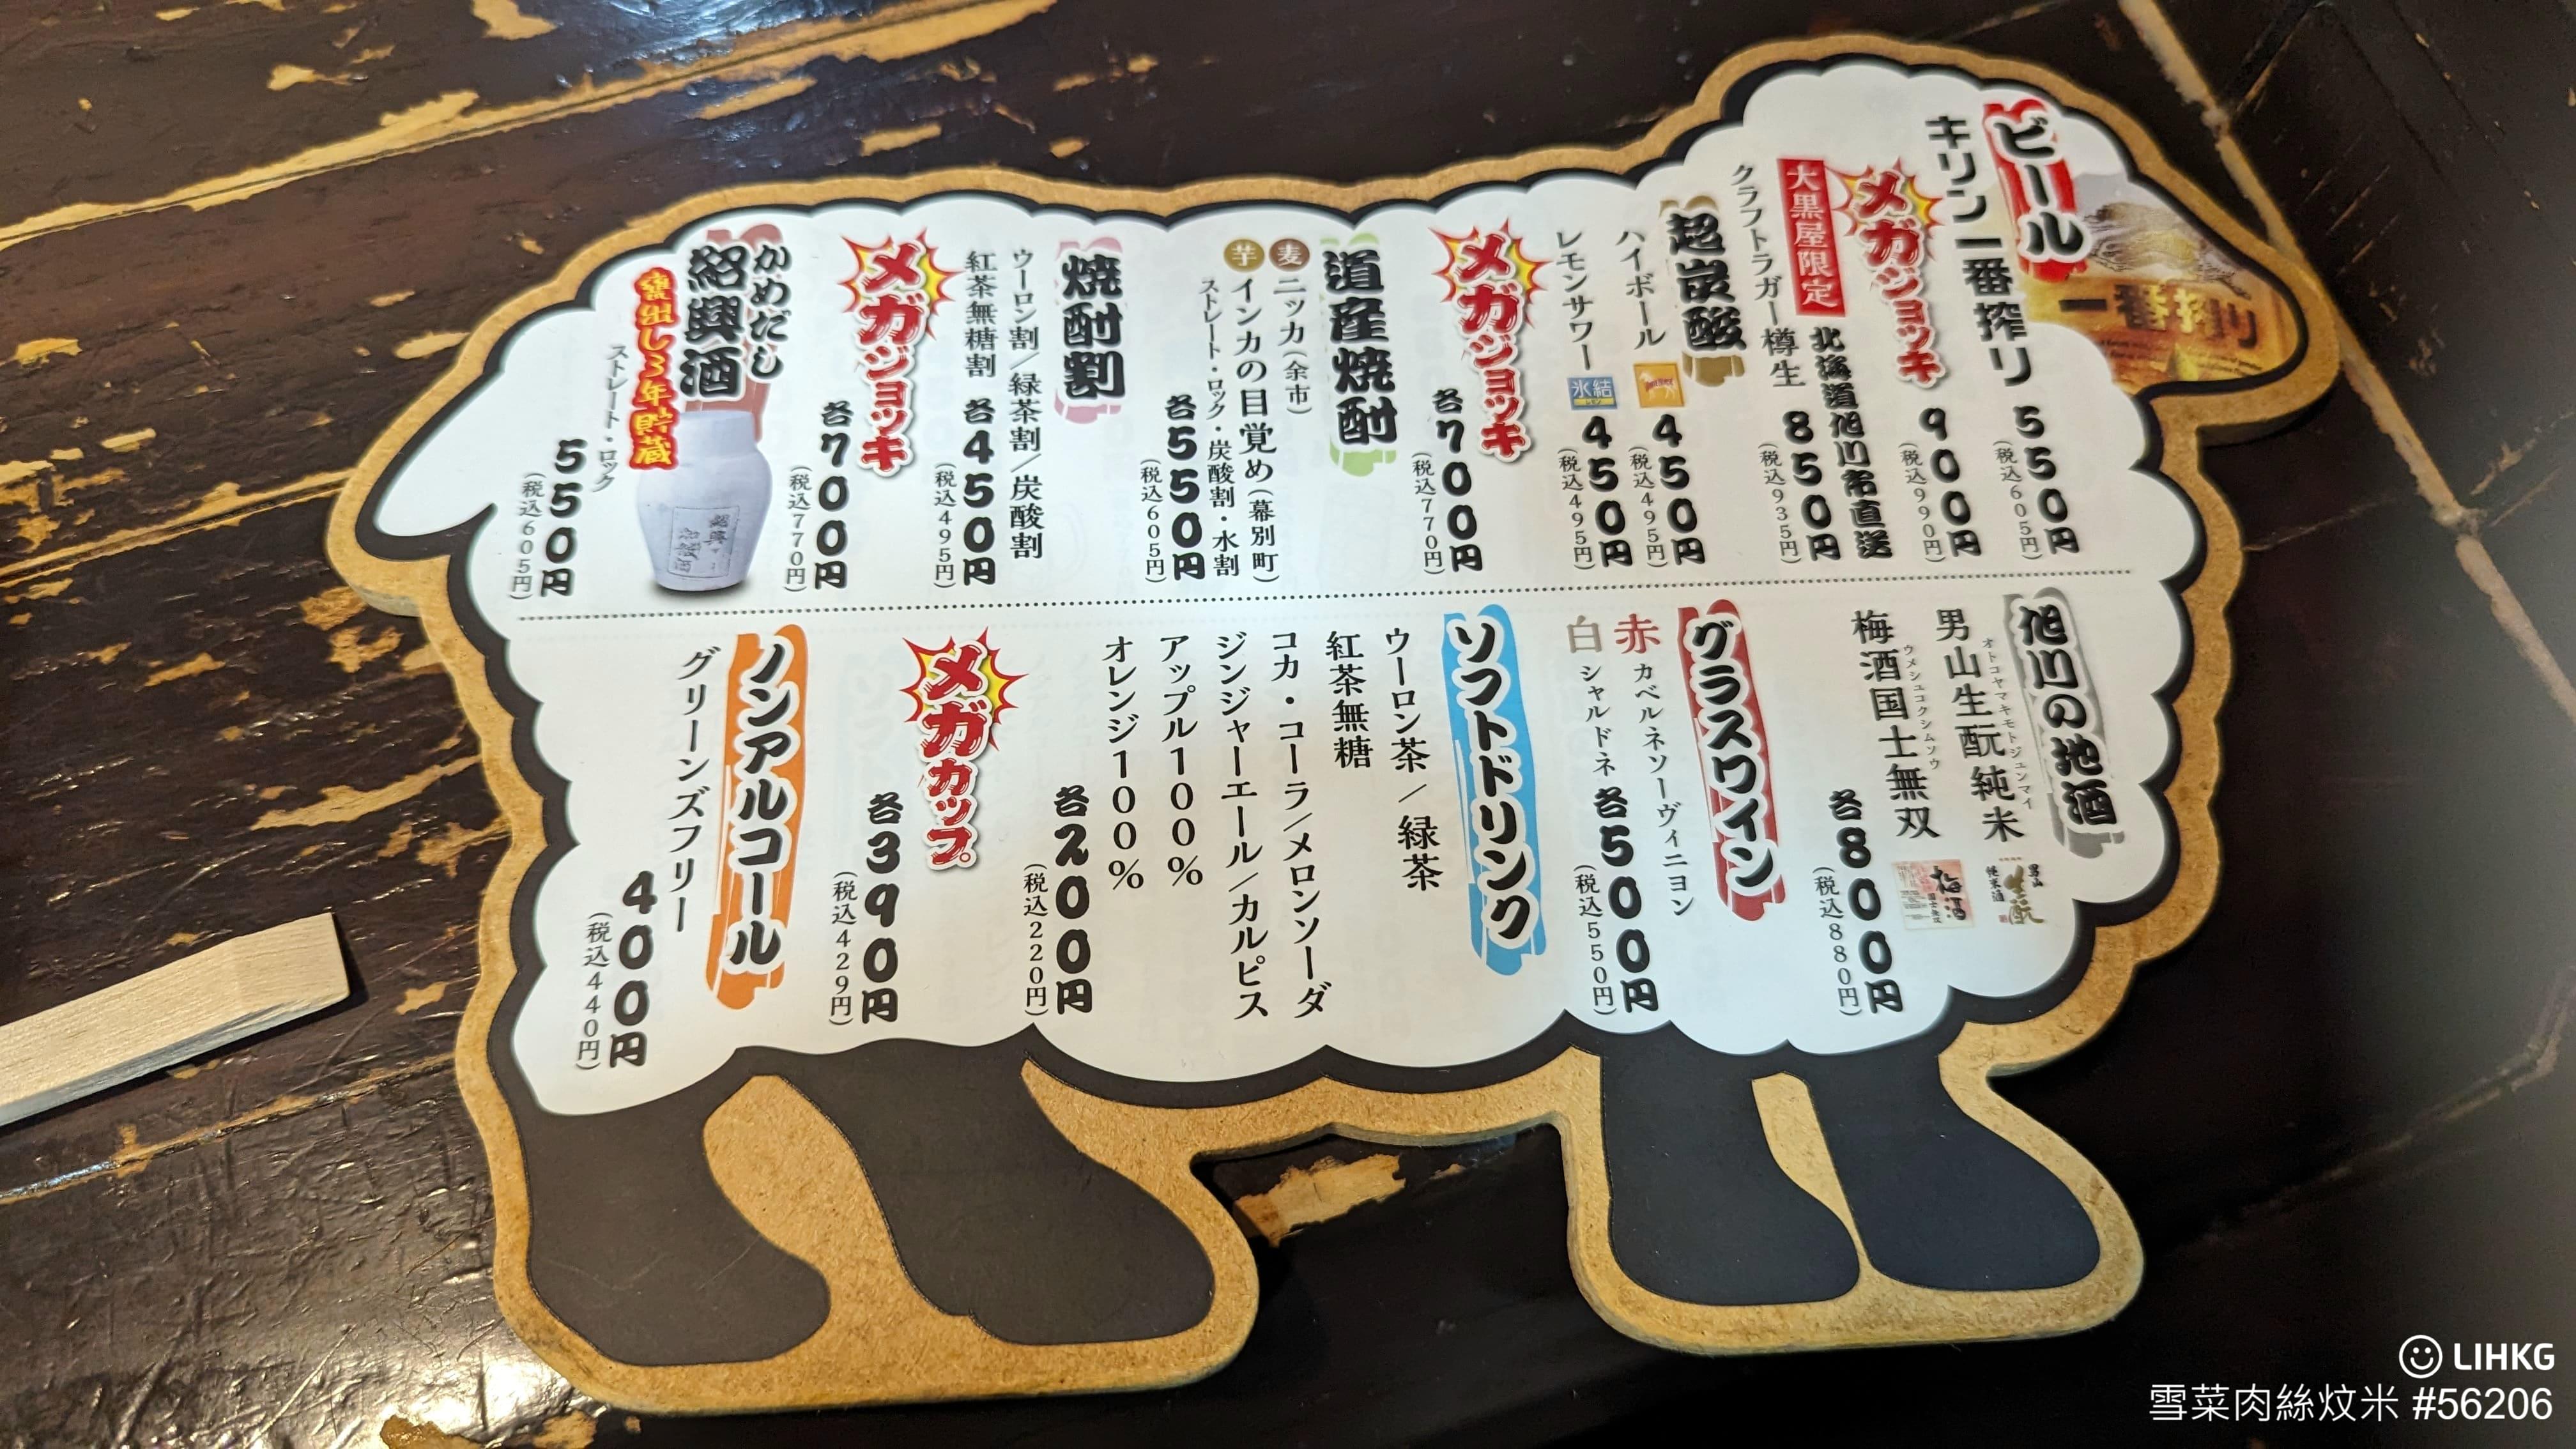 ビール
一番搾り
キリン一番搾り 550円
(税込605円)
メガジョッキ 900円
(税込990円)
大黒屋限定 北海道旭川市直送
クラフトラガー樽生 850円
(税込935円)
超炭酸
ハイボール 450円
(税込495円)
レモンサワー 氷結 450円
(税込495円)
メガジョッキ 各700円
(税込770円)
道産焼酎
麦 ニッカ(余市)
芋 インカの目覚め(幕別町)
ストレート・ロック・炭酸割・水割
各550円
(税込605円)
焼酎割
ウーロン割/緑茶割/炭酸割
紅茶無糖割 各450円
(税込495円)
メガジョッキ 各700円
(税込770円)
かめだし
紹興酒
甕出し3年貯蔵
ストレート・ロック
550円
(税込605円)
旭川の地酒
オトコヤマキモトジュンマイ
男山生酛純米
男山
生酛
純米酒
ウメシュコクシムソウ
梅酒国士無双
梅酒
各800円
(税込880円)
グラスワイン
赤 カベルネソーヴィニヨン
白 シャルドネ 各500円
(税込550円)
ソフトドリンク
ウーロン茶/緑茶
紅茶無糖
コカ・コーラ/メロンソーダ
ジンジャーエール/カルピス
アップル100%
オレンジ100%
各200円
(税込220円)
メガカップ 各390円
(税込429円)
ノンアルコール
グリーンズフリー
400円
(税込440円)
LIHKG
雪菜肉絲炆米 #56206